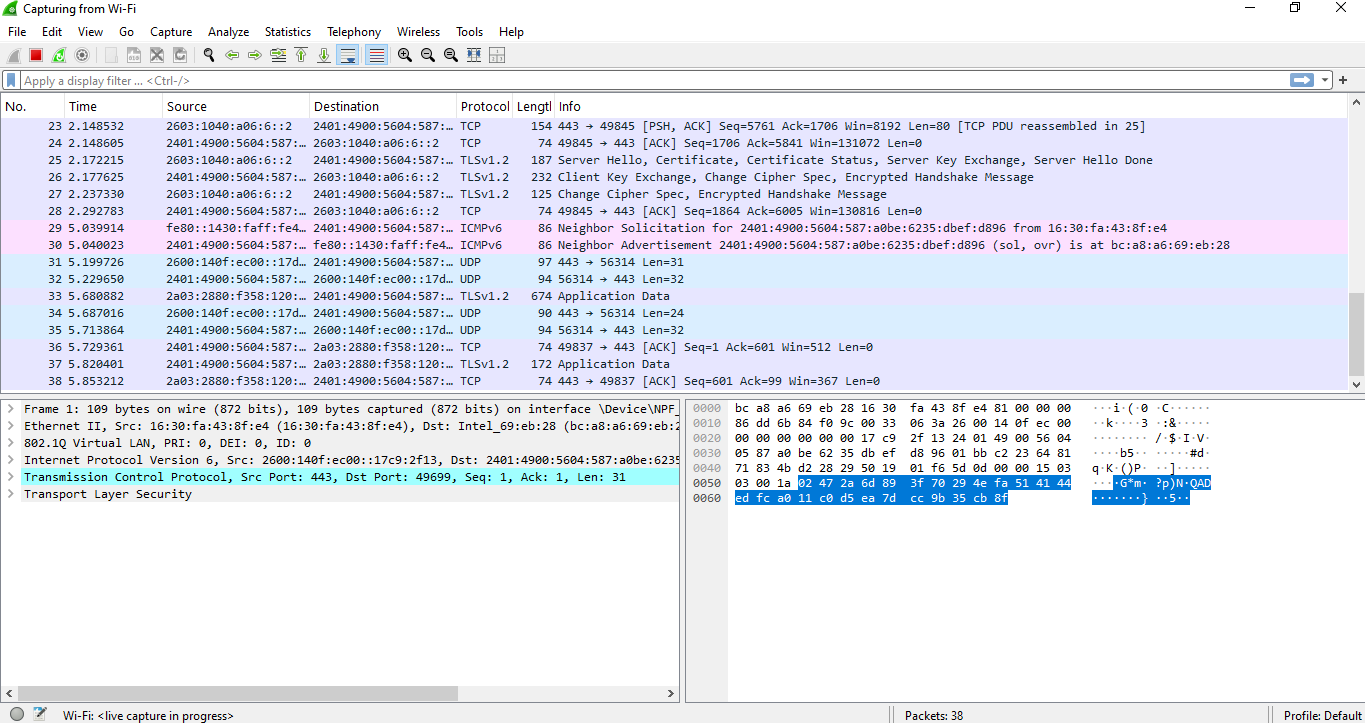 Capturing from Wi-Fi
File Edit View Go Capture Analyze Statistics Telephony Wireless Tools Help
Apply a display filter ... <Ctrl-/>
No. Time Source Destination Protocol Lengtl Info
23 2.148532 2603:1040:a06:6::2 2401:4900:5604:587:… TCP 154 443 → 49845 [PSH, ACK] Seq=5761 Ack=1706 Win=8192 Len=80 [TCP PDU reassembled in 25]
24 2.148605 2401:4900:5604:587:… 2603:1040:a06:6::2 TCP 74 49845 → 443 [ACK] Seq=1706 Ack=5841 Win=131072 Len=0
25 2.172215 2603:1040:a06:6::2 2401:4900:5604:587:… TLSv1.2 187 Server Hello, Certificate, Certificate Status, Server Key Exchange, Server Hello Done
26 2.177625 2401:4900:5604:587:… 2603:1040:a06:6::2 TLSv1.2 232 Client Key Exchange, Change Cipher Spec, Encrypted Handshake Message
27 2.237330 2603:1040:a06:6::2 2401:4900:5604:587:… TLSv1.2 125 Change Cipher Spec, Encrypted Handshake Message
28 2.292783 2401:4900:5604:587:… 2603:1040:a06:6::2 TCP 74 49845 → 443 [ACK] Seq=1864 Ack=6005 Win=130816 Len=0
29 5.039914 fe80::1430:faff:fe4… 2401:4900:5604:587:… ICMPv6 86 Neighbor Solicitation for 2401:4900:5604:587:a0be:6235:dbef:d896 from 16:30:fa:43:8f:e4
30 5.040023 2401:4900:5604:587:… fe80::1430:faff:fe4… ICMPv6 86 Neighbor Advertisement 2401:4900:5604:587:a0be:6235:dbef:d896 (sol, ovr) is at bc:a8:a6:69:eb:28
31 5.199726 2600:140f:ec00::17d… 2401:4900:5604:587:… UDP 97 443 → 56314 Len=31
32 5.229650 2401:4900:5604:587:… 2600:140f:ec00::17d… UDP 94 56314 → 443 Len=32
33 5.680882 2a03:2880:f358:120:… 2401:4900:5604:587:… TLSv1.2 674 Application Data
34 5.687016 2600:140f:ec00::17d… 2401:4900:5604:587:… UDP 90 443 → 56314 Len=24
35 5.713864 2401:4900:5604:587:… 2600:140f:ec00::17d… UDP 94 56314 → 443 Len=32
36 5.729361 2401:4900:5604:587:… 2a03:2880:f358:120:… TCP 74 49837 → 443 [ACK] Seq=1 Ack=601 Win=512 Len=0
37 5.820401 2401:4900:5604:587:… 2a03:2880:f358:120:… TLSv1.2 172 Application Data
38 5.853212 2a03:2880:f358:120:… 2401:4900:5604:587:… TCP 74 443 → 49837 [ACK] Seq=601 Ack=99 Win=367 Len=0
Frame 1: 109 bytes on wire (872 bits), 109 bytes captured (872 bits) on interface \Device\NPF_
Ethernet II, Src: 16:30:fa:43:8f:e4 (16:30:fa:43:8f:e4), Dst: Intel_69:eb:28 (bc:a8:a6:69:eb:2
802.1Q Virtual LAN, PRI: 0, DEI: 0, ID: 0
Internet Protocol Version 6, Src: 2600:140f:ec00::17c9:2f13, Dst: 2401:4900:5604:587:a0be:6235
Transmission Control Protocol, Src Port: 443, Dst Port: 49699, Seq: 1, Ack: 1, Len: 31
Transport Layer Security
0000 bc a8 a6 69 eb 28 16 30 fa 43 8f e4 81 00 00 00 ···i·(·0 ·C······
0010 86 dd 6b 84 f0 9c 00 33 06 3a 26 00 14 0f ec 00 ··k····3 ·:&·····
0020 00 00 00 00 00 00 17 c9 2f 13 24 01 49 00 56 04 ········ /·$·I·V·
0030 05 87 a0 be 62 35 db ef d8 96 01 bb c2 23 64 81 ····b5·· ·····#d·
0040 71 83 4b d2 28 29 50 19 01 f6 5d 0d 00 00 15 03 q·K·()P· ··]·····
0050 03 00 1a 02 47 2a 6d 89 3f 70 29 4e fa 51 41 44 ····G*m· ?p)N·QAD
0060 ed fc a0 11 c0 d5 ea 7d cc 9b 35 cb 8f ·······} ··5··
Wi-Fi: <live capture in progress> Packets: 38 Profile: Default